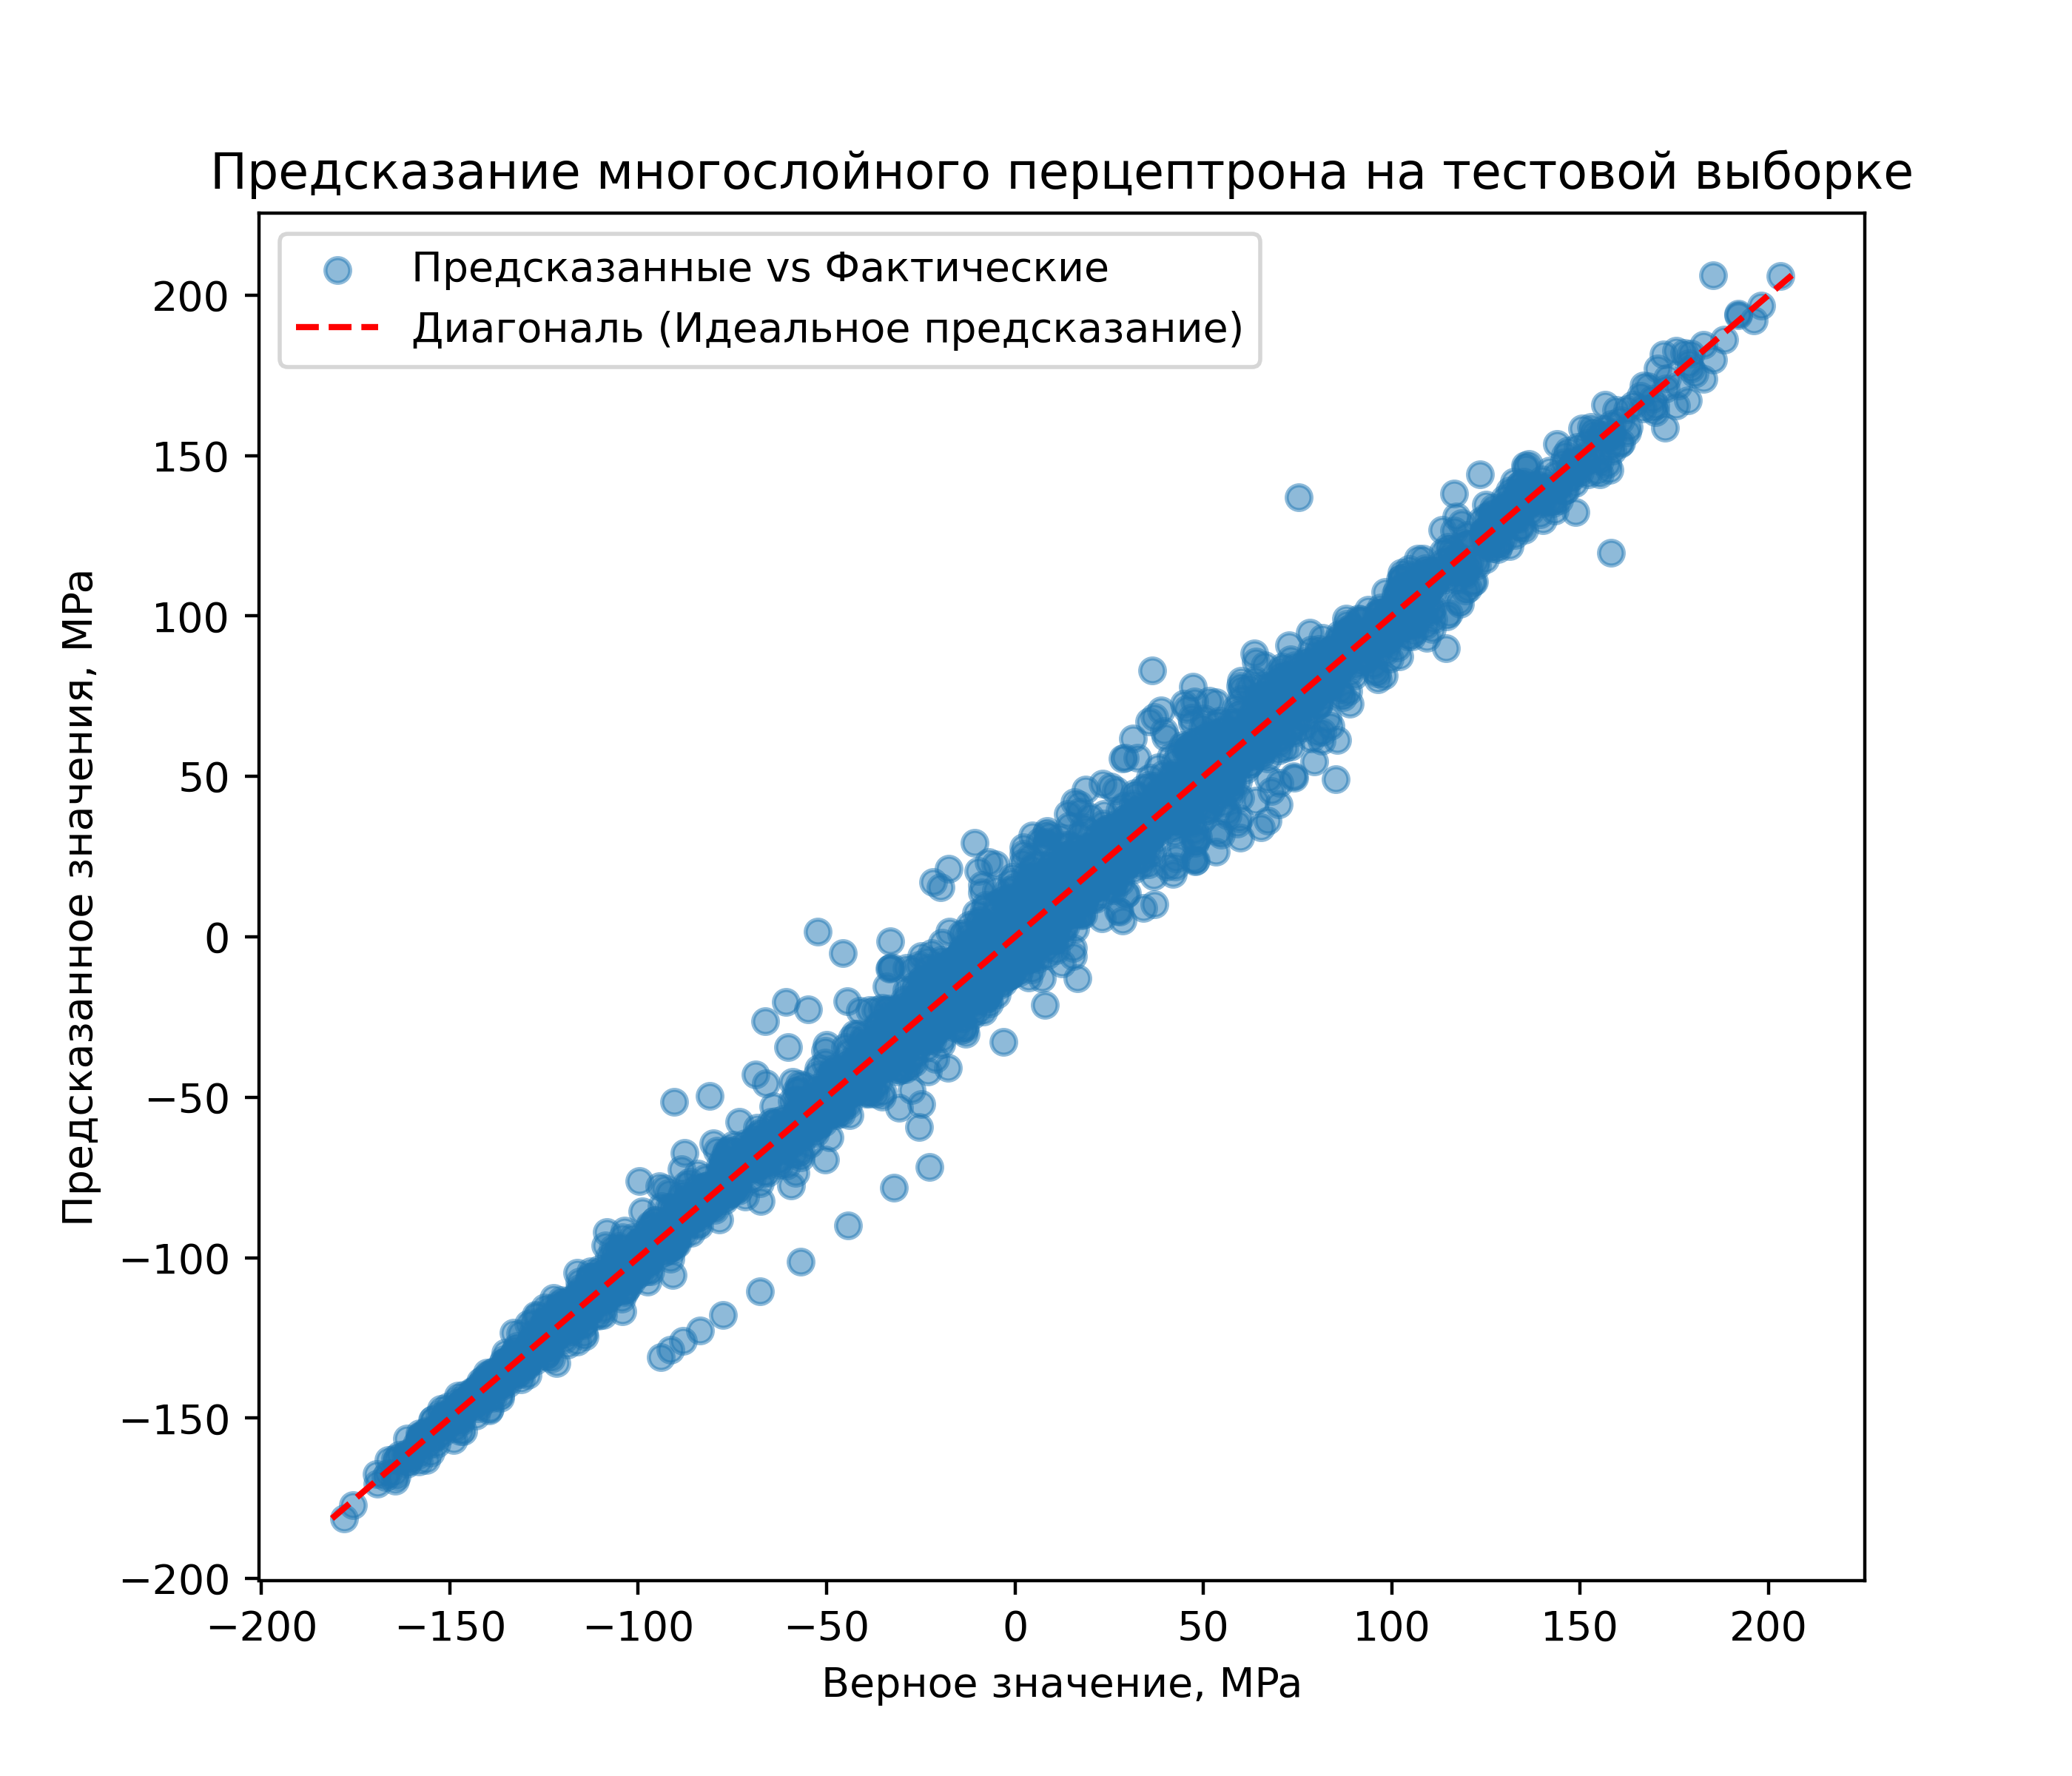 Предсказание многослойного перцептрона на тестовой выборке
Предсказанные vs Фактические
Диагональ (Идеальное предсказание)
Предсказанное значения, MPa
200
150
100
50
0
−50
−100
−150
−200
−200 −150 −100 −50 0 50 100 150 200
Верное значение, MPa